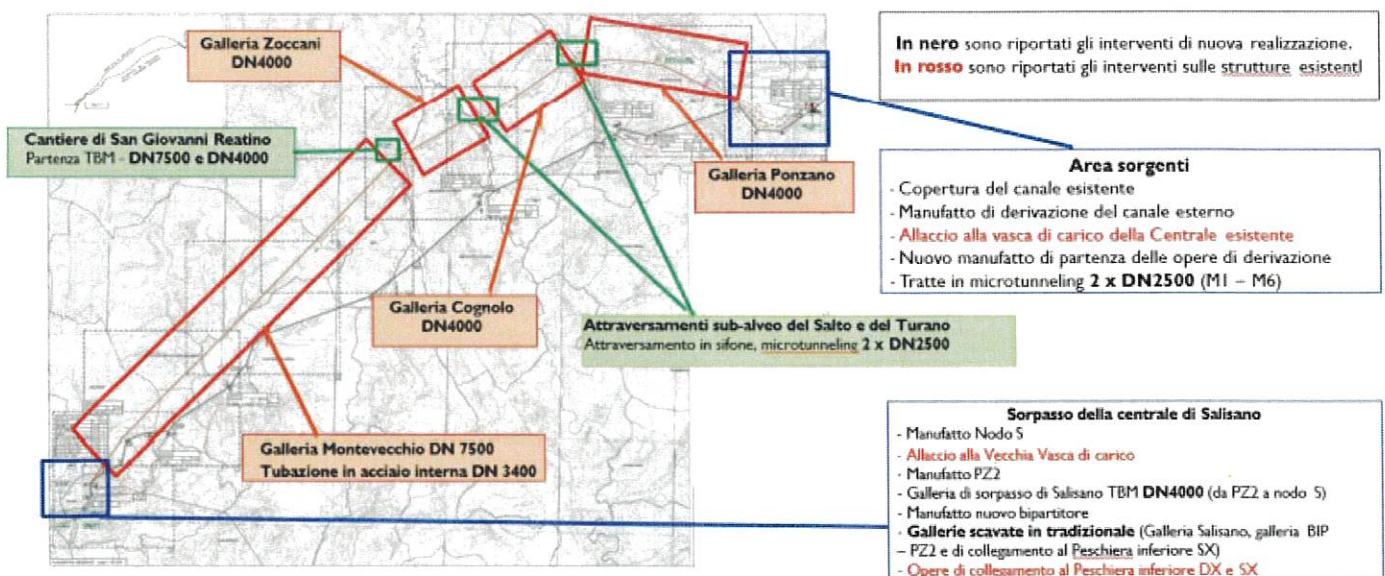 Galleria Zoccani
DN4000
In nero sono riportati gli interventi di nuova realizzazione.
In rosso sono riportati gli interventi sulle strutture esistenti
Cantiere di San Giovanni Reatino
Partenza TBM - DN7500 e DN4000
Galleria Ponzano
DN4000
Area sorgenti
- Copertura del canale esistente
- Manufatto di derivazione del canale esterno
- Allaccio alla vasca di carico della Centrale esistente
- Nuovo manufatto di partenza delle opere di derivazione
- Tratte in microtunneling 2 x DN2500 (M1 – M6)
Galleria Cognolo
DN4000
Attraversamenti sub-alveo del Salto e del Turano
Attraversamento in sifone, microtunneling 2 x DN2500
Galleria Montevecchio DN 7500
Tubazione in acciaio interna DN 3400
Sorpasso della centrale di Salisano
- Manufatto Nodo S
- Allaccio alla Vecchia Vasca di carico
- Manufatto PZ2
- Galleria di sorpasso di Salisano TBM DN4000 (da PZ2 a nodo S)
- Manufatto nuovo bipartitore
- Gallerie scavate in tradizionale (Galleria Salisano, galleria BIP
– PZ2 e di collegamento al Peschiera inferiore SX)
- Opere di collegamento al Peschiera inferiore DX e SX